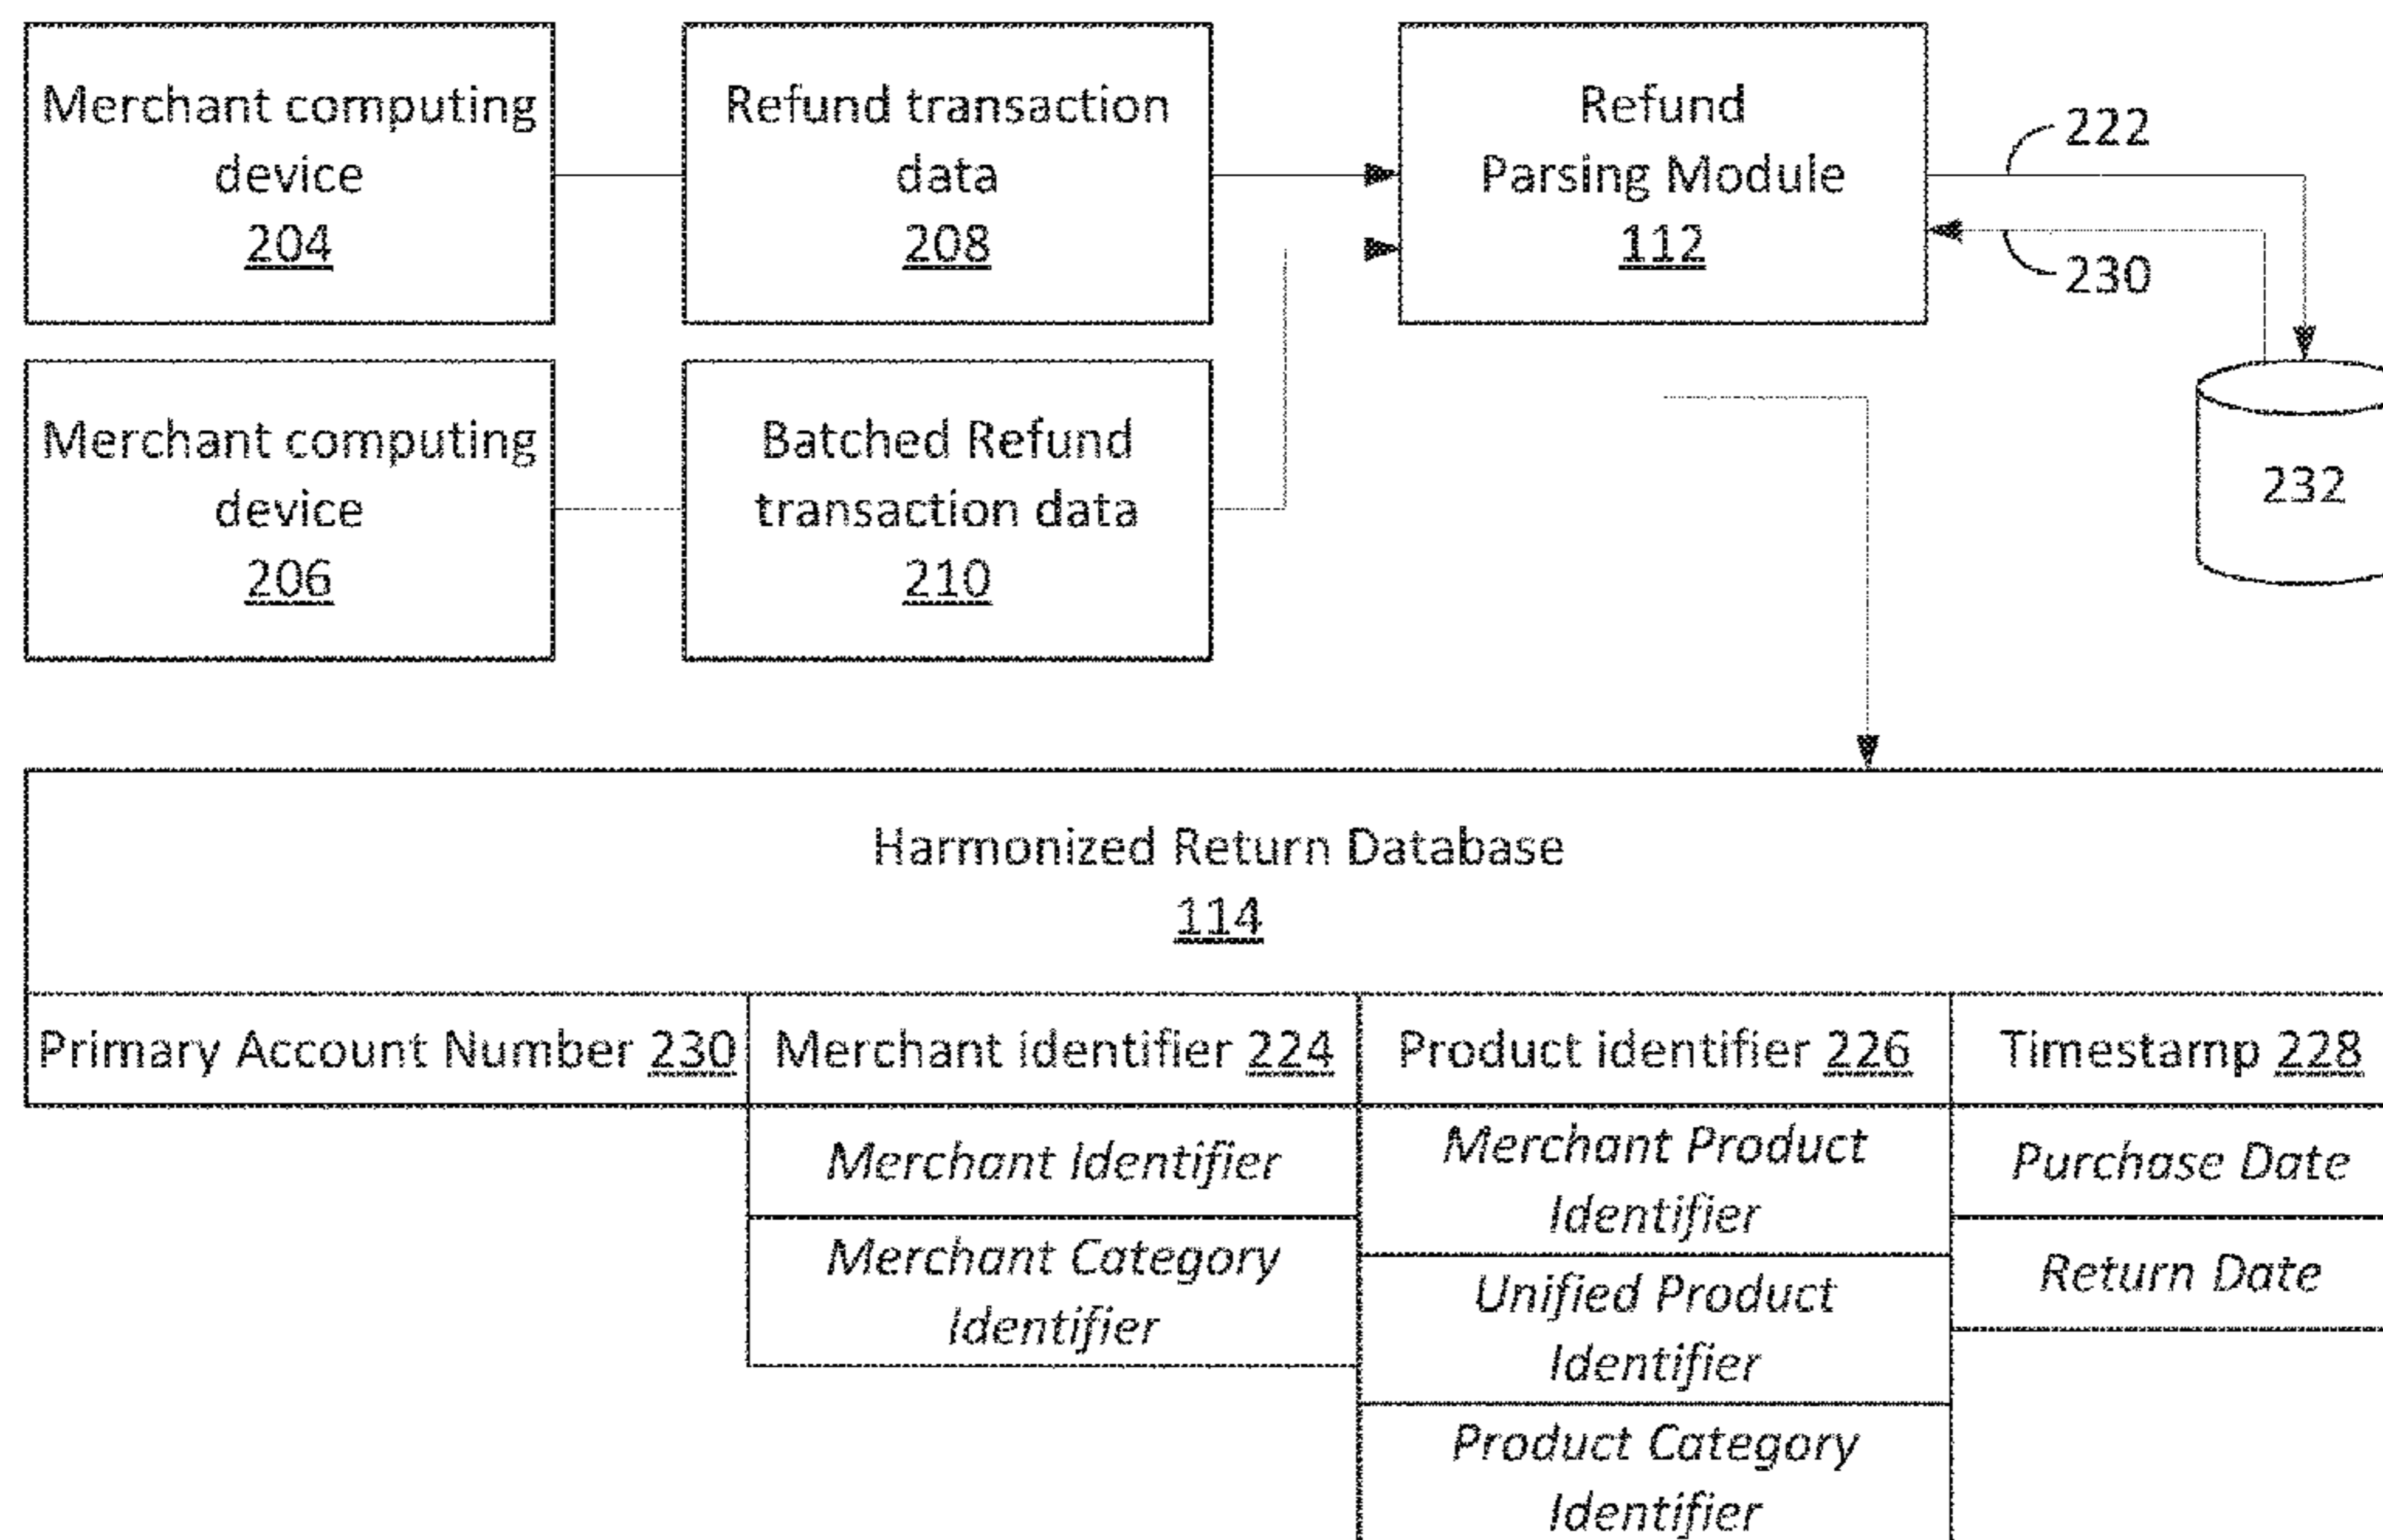 Merchant computing
device
204
Refund transaction
data
208
Refund
Parsing Module
112
222
230
Merchant computing
device
206
Batched Refund
transaction data
210
232
Harmonized Return Database
114
Primary Account Number 230
Merchant identifier 224
Product identifier 226
Timestamp 228
Merchant Identifier
Merchant Category
Identifier
Merchant Product
Identifier
Unified Product
Identifier
Product Category
Identifier
Purchase Date
Return Date